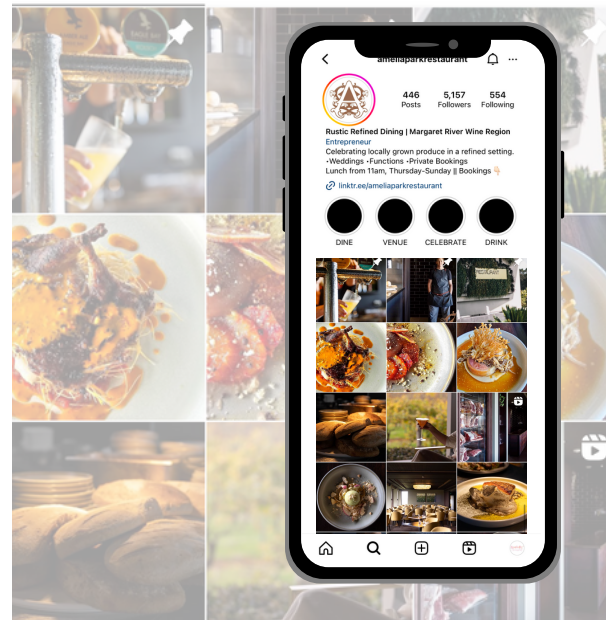 ameliaparkrestaurant
446
5,157
554
Posts
Followers
Following
Rustic Refined Dining | Margaret River Wine Region
Entrepreneur
Celebrating locally grown produce in a refined setting.
•Weddings •Functions •Private Bookings
Lunch from 11am, Thursday-Sunday || Bookings 👇🏻
linktr.ee/ameliaparkrestaurant
DINE
VENUE
CELEBRATE
DRINK